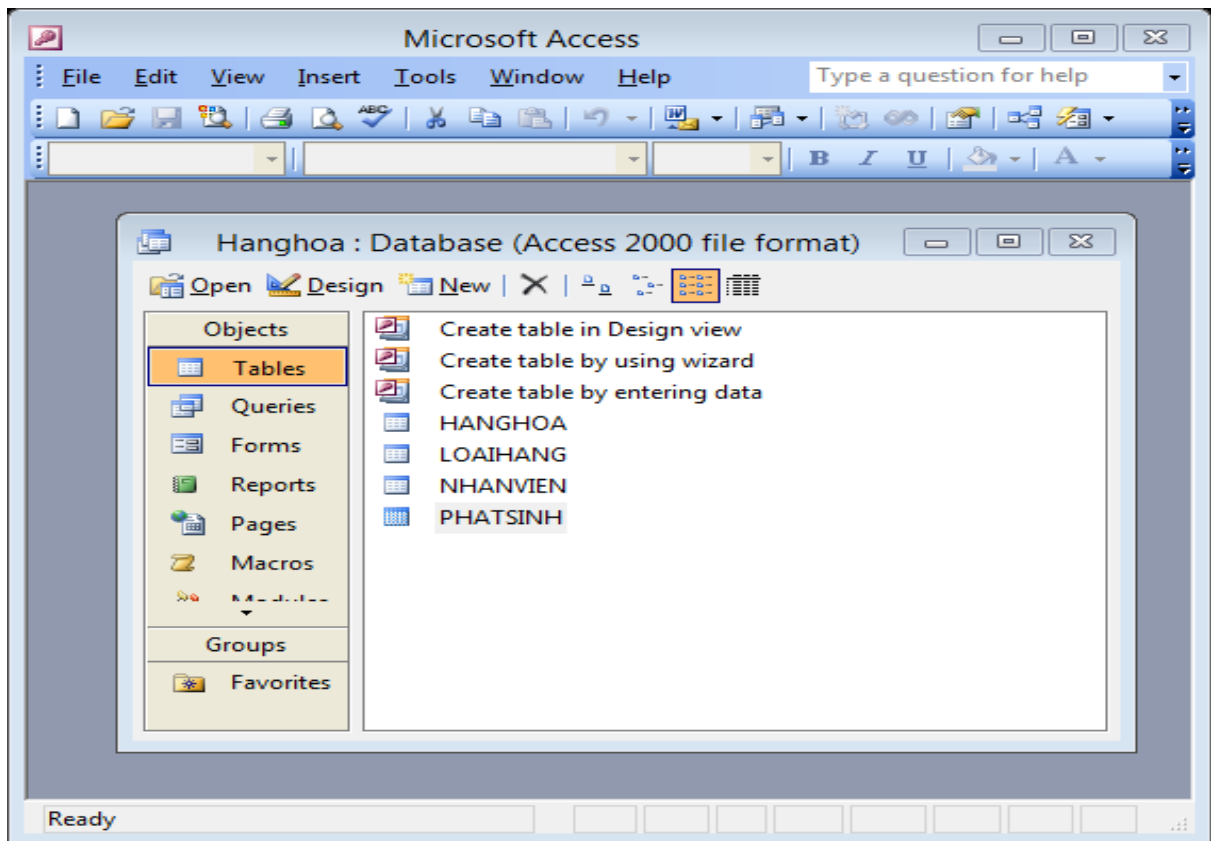 Microsoft Access
File Edit View Insert Tools Window Help Type a question for help
ABC W
B I U A
Hanghoa : Database (Access 2000 file format)
Open Design New
Objects
Tables
Queries
Forms
Reports
Pages
Macros
Groups
Favorites
Create table in Design view
Create table by using wizard
Create table by entering data
HANGHOA
LOAIHANG
NHANVIEN
PHATSINH
Ready